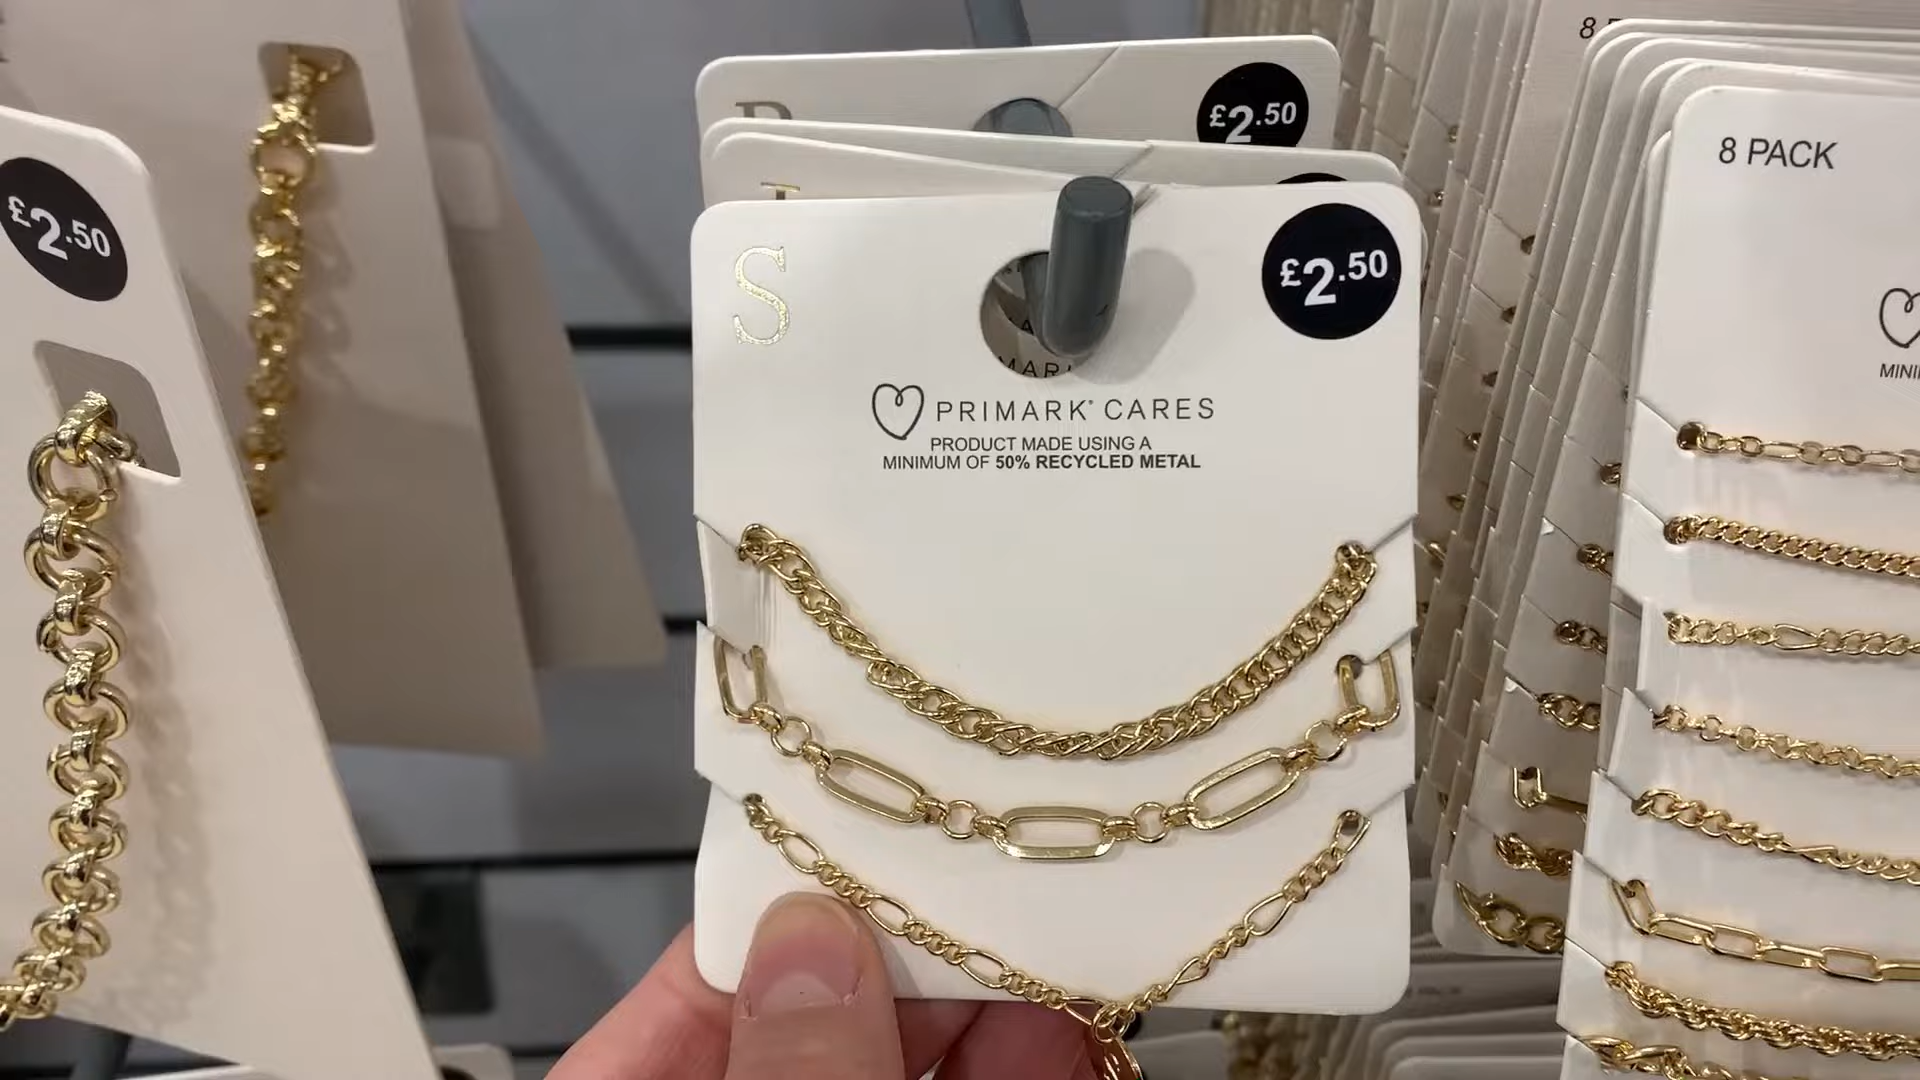 £2.50
£2.50
S
£2.50
PRIMARK® CARES
PRODUCT MADE USING A
MINIMUM OF 50% RECYCLED METAL
8 PACK